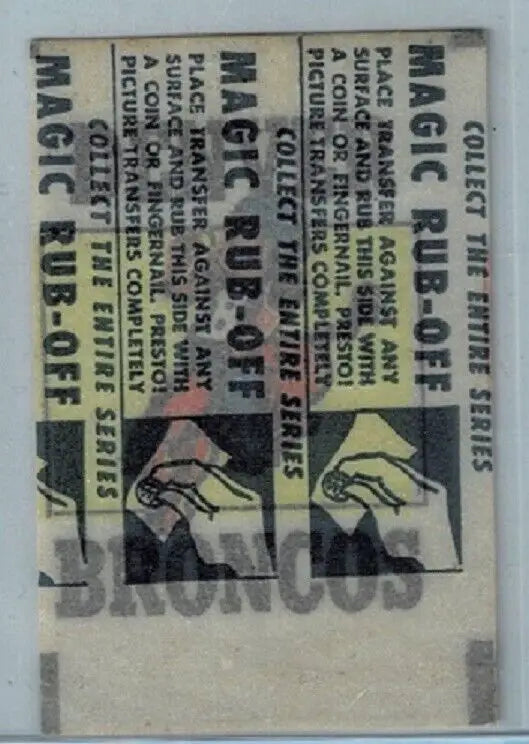 COLLECT THE ENTIRE SERIES
MAGIC RUB-OFF
PLACE TRANSFER AGAINST ANY
SURFACE AND RUB THIS SIDE WITH
A COIN OR FINGERNAIL. PRESTO!
PICTURE TRANSFERS COMPLETELY
COLLECT THE ENTIRE SERIES
MAGIC RUB-OFF
PLACE TRANSFER AGAINST ANY
SURFACE AND RUB THIS SIDE WITH
A COIN OR FINGERNAIL. PRESTO!
PICTURE TRANSFERS COMPLETELY
COLLECT THE ENTIRE SERIES
MAGIC RUB-OFF
BRONCOS